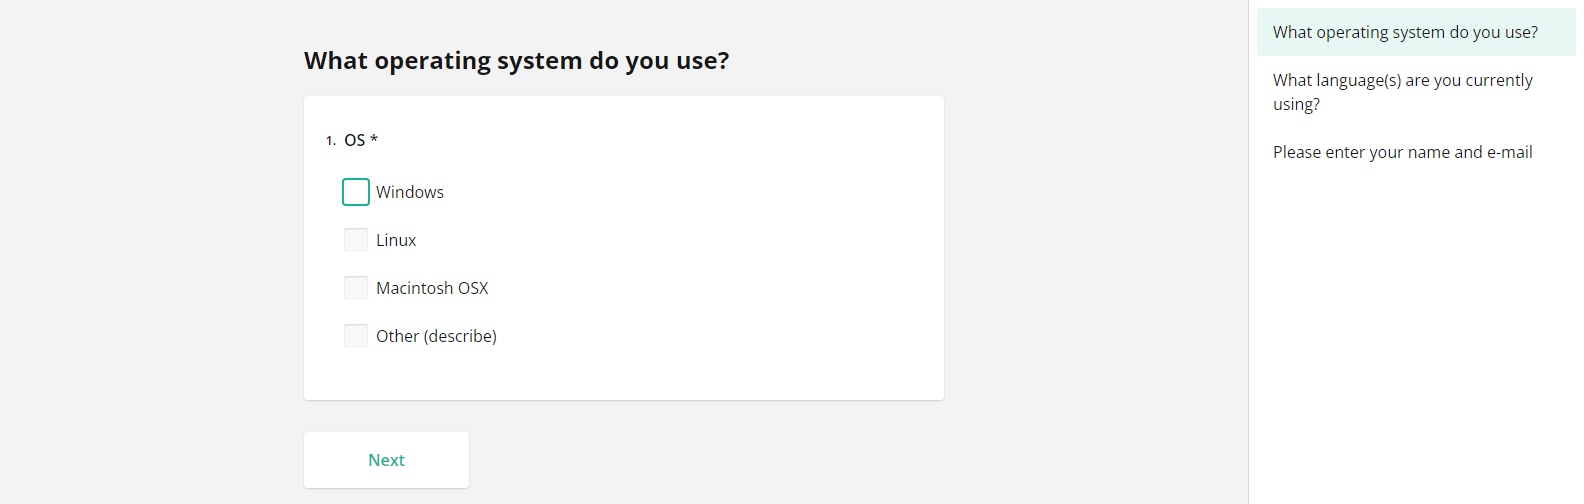 What operating system do you use?
1. OS *
Windows
Linux
Macintosh OSX
Other (describe)
Next
What operating system do you use?
What language(s) are you currently
using?
Please enter your name and e-mail